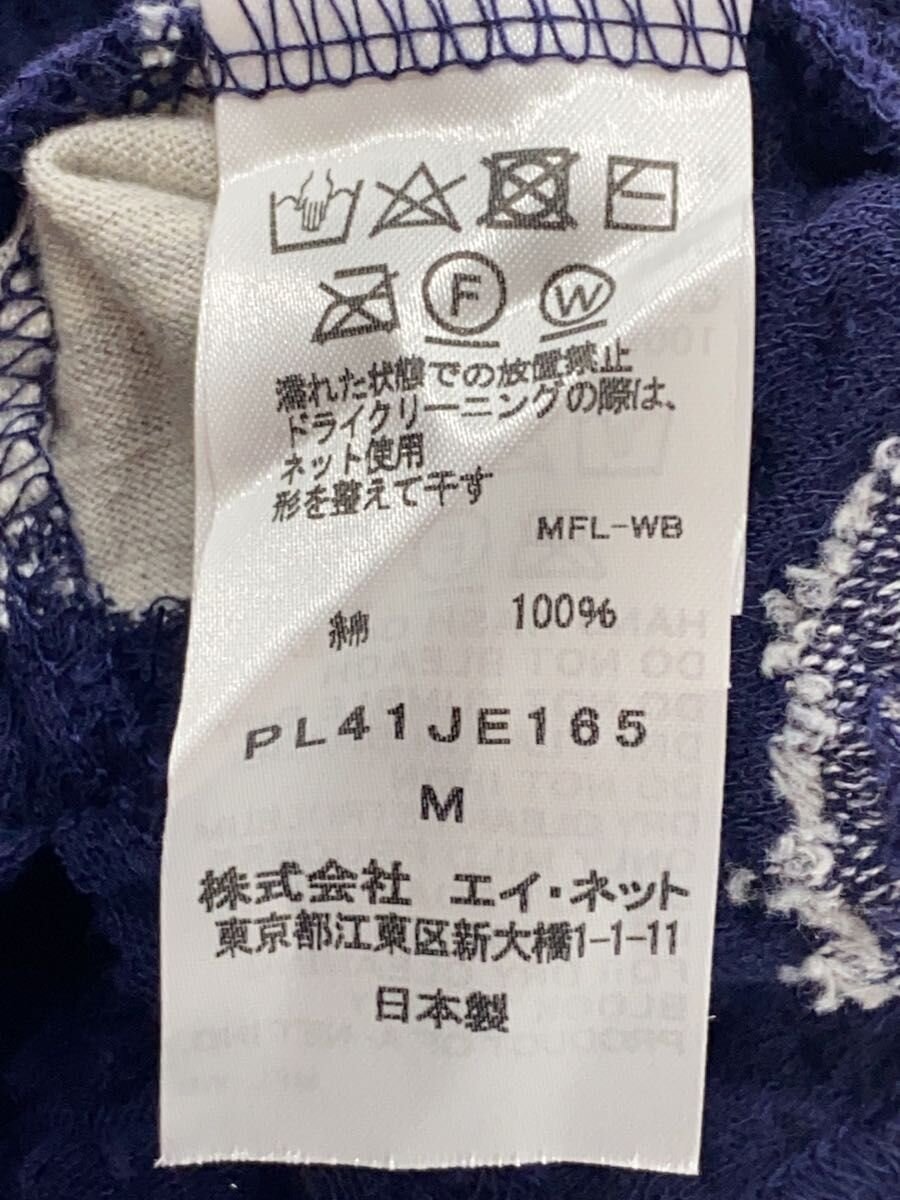 F W
濡れた状態での放置禁止
ドライクリーニングの際は、
ネット使用
形を整えて干す
MFL-WB
綿 100%
PL41JE165
M
株式会社 エイ・ネット
東京都江東区新大橋1-1-11
日本製